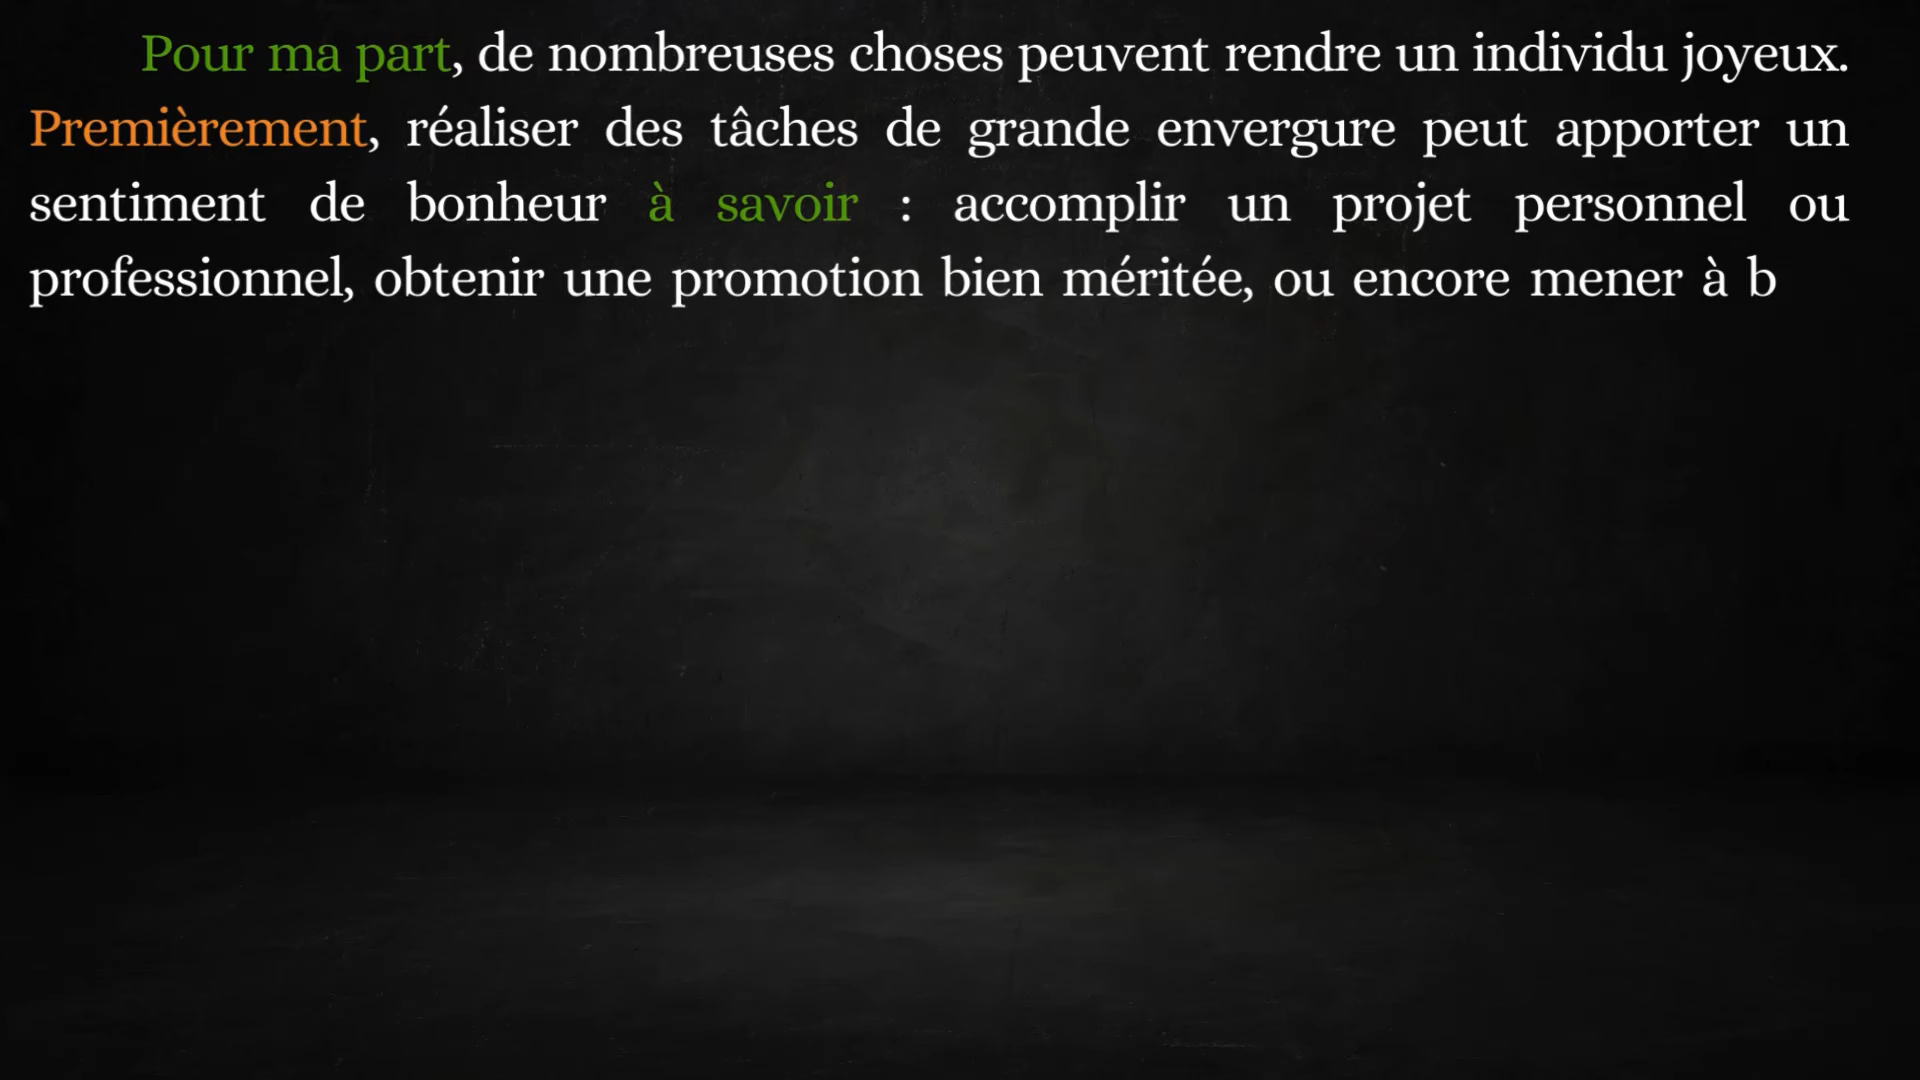 Pour ma part, de nombreuses choses peuvent rendre un individu joyeux.
Premièrement, réaliser des tâches de grande envergure peut apporter un
sentiment de bonheur à savoir : accomplir un projet personnel ou
professionnel, obtenir une promotion bien méritée, ou encore mener à b